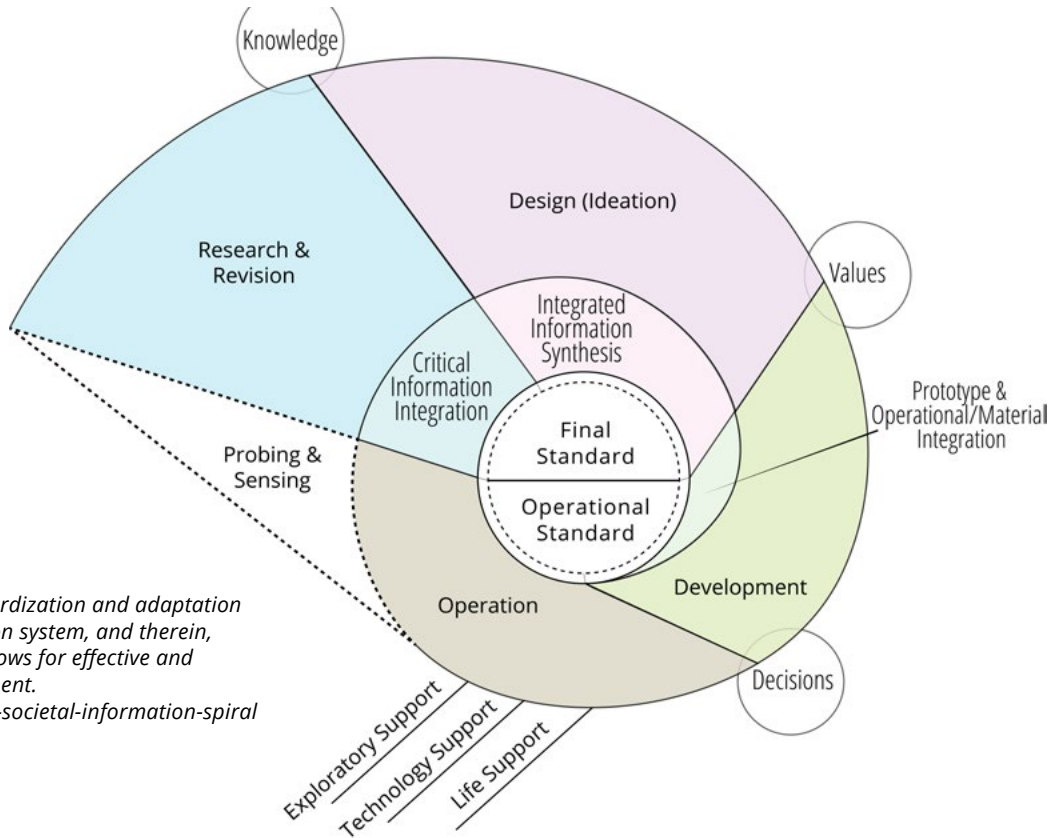 Knowledge
Design (Ideation)
Research &
Revision
Values
Integrated
Information
Synthesis
Critical
Information
Integration
Prototype &
Operational/Material
Integration
Final
Standard
Probing &
Sensing
Operational
Standard
Development
Operation
rdization and adaptation
on system, and therein,
ows for effective and
ent.
-societal-information-spiral
Decisions
Exploratory Support
Technology Support
Life Support